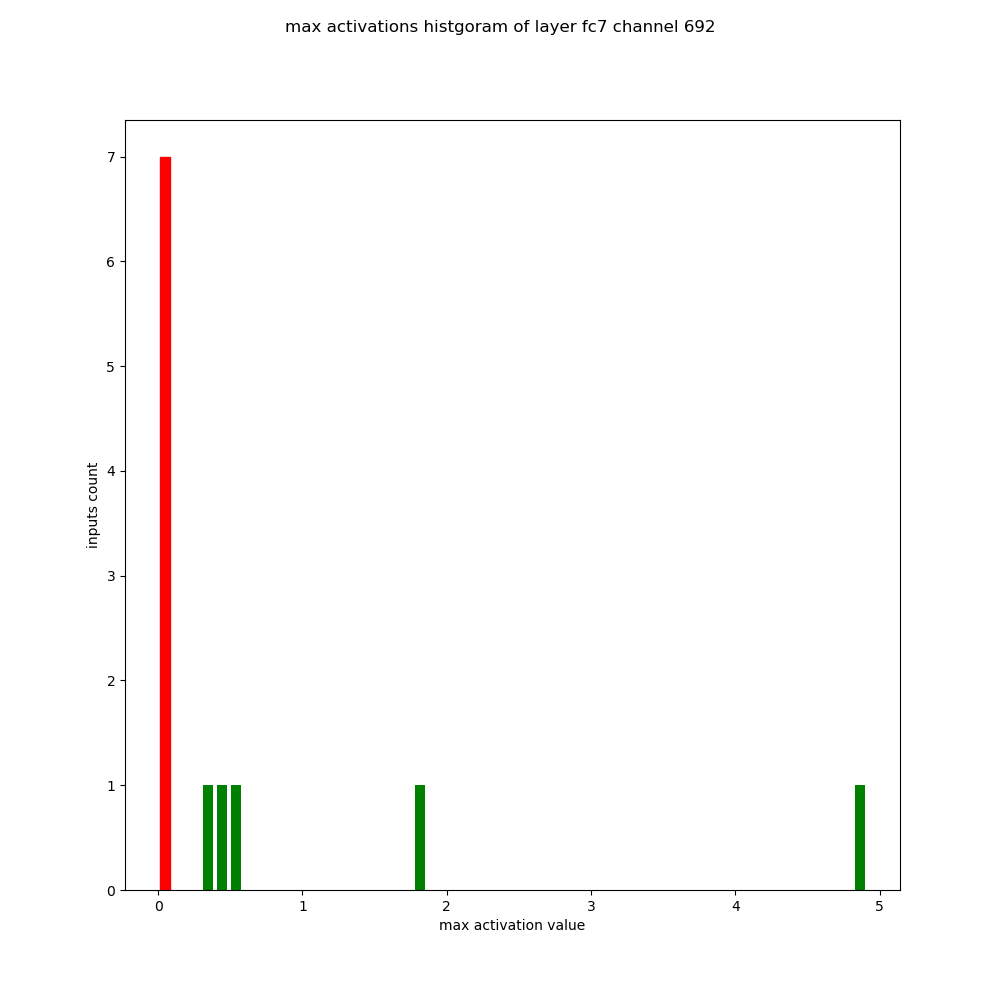 max activations histgoram of layer fc7 channel 692
7
6
5
4
3
2
1
0
inputs count
0 1 2 3 4 5
max activation value